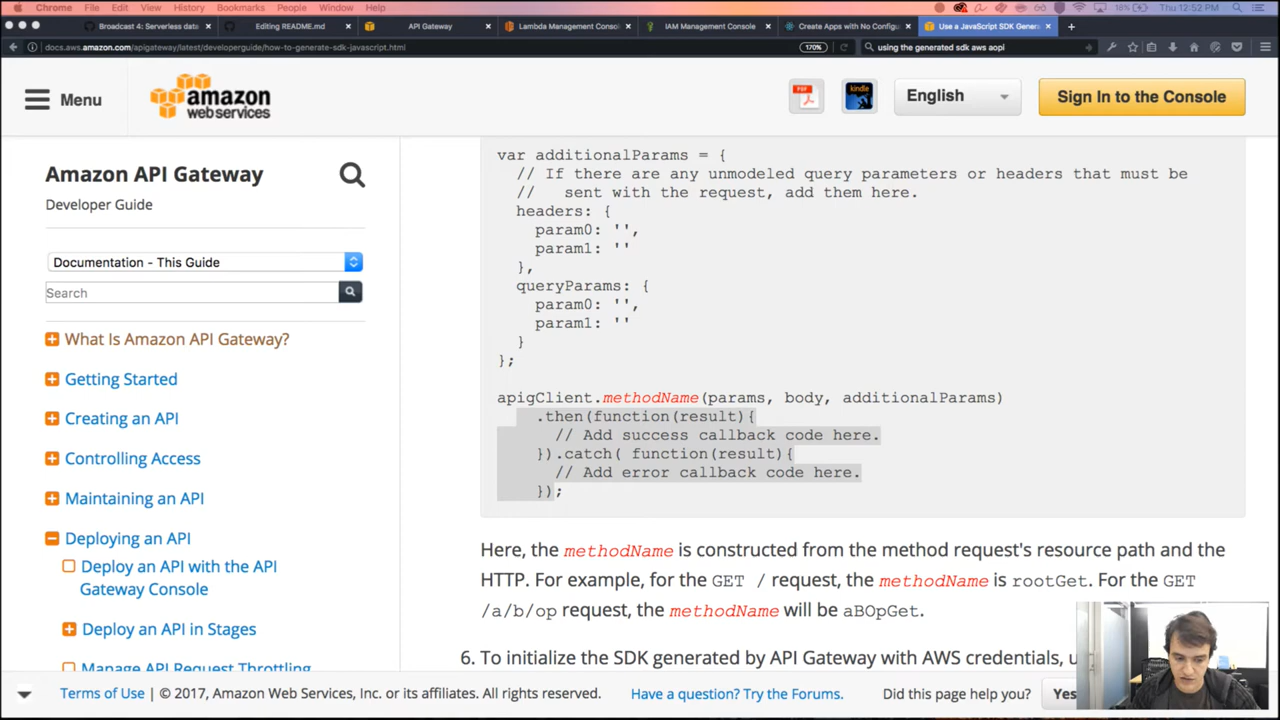 Chrome File Edit View History Bookmarks People Window Help 18% Thu 12:52 PM
Broadcast 4: Serverless data Editing README.md API Gateway Lambda Management Conso IAM Management Console Create Apps with No Configu Use a JavaScript SDK Gener
docs.aws.amazon.com/apigateway/latest/developerguide/how-to-generate-sdk-javascript.html 170% using the generated sdk aws aopi
Menu amazon web services PDF kindle English Sign In to the Console
Amazon API Gateway
Developer Guide
Documentation - This Guide
Search
What Is Amazon API Gateway?
Getting Started
Creating an API
Controlling Access
Maintaining an API
Deploying an API
Deploy an API with the API
Gateway Console
Deploy an API in Stages
Manage API Request Throttling
var additionalParams = {
// If there are any unmodeled query parameters or headers that must be
// sent with the request, add them here.
headers: {
param0: '',
param1: ''
},
queryParams: {
param0: '',
param1: ''
}
};
apigClient.methodName(params, body, additionalParams)
.then(function(result){
// Add success callback code here.
}).catch( function(result){
// Add error callback code here.
});
Here, the methodName is constructed from the method request's resource path and the
HTTP. For example, for the GET / request, the methodName is rootGet. For the GET
/a/b/op request, the methodName will be aBOpGet.
6. To initialize the SDK generated by API Gateway with AWS credentials, u
Terms of Use | © 2017, Amazon Web Services, Inc. or its affiliates. All rights reserved. Have a question? Try the Forums. Did this page help you? Yes